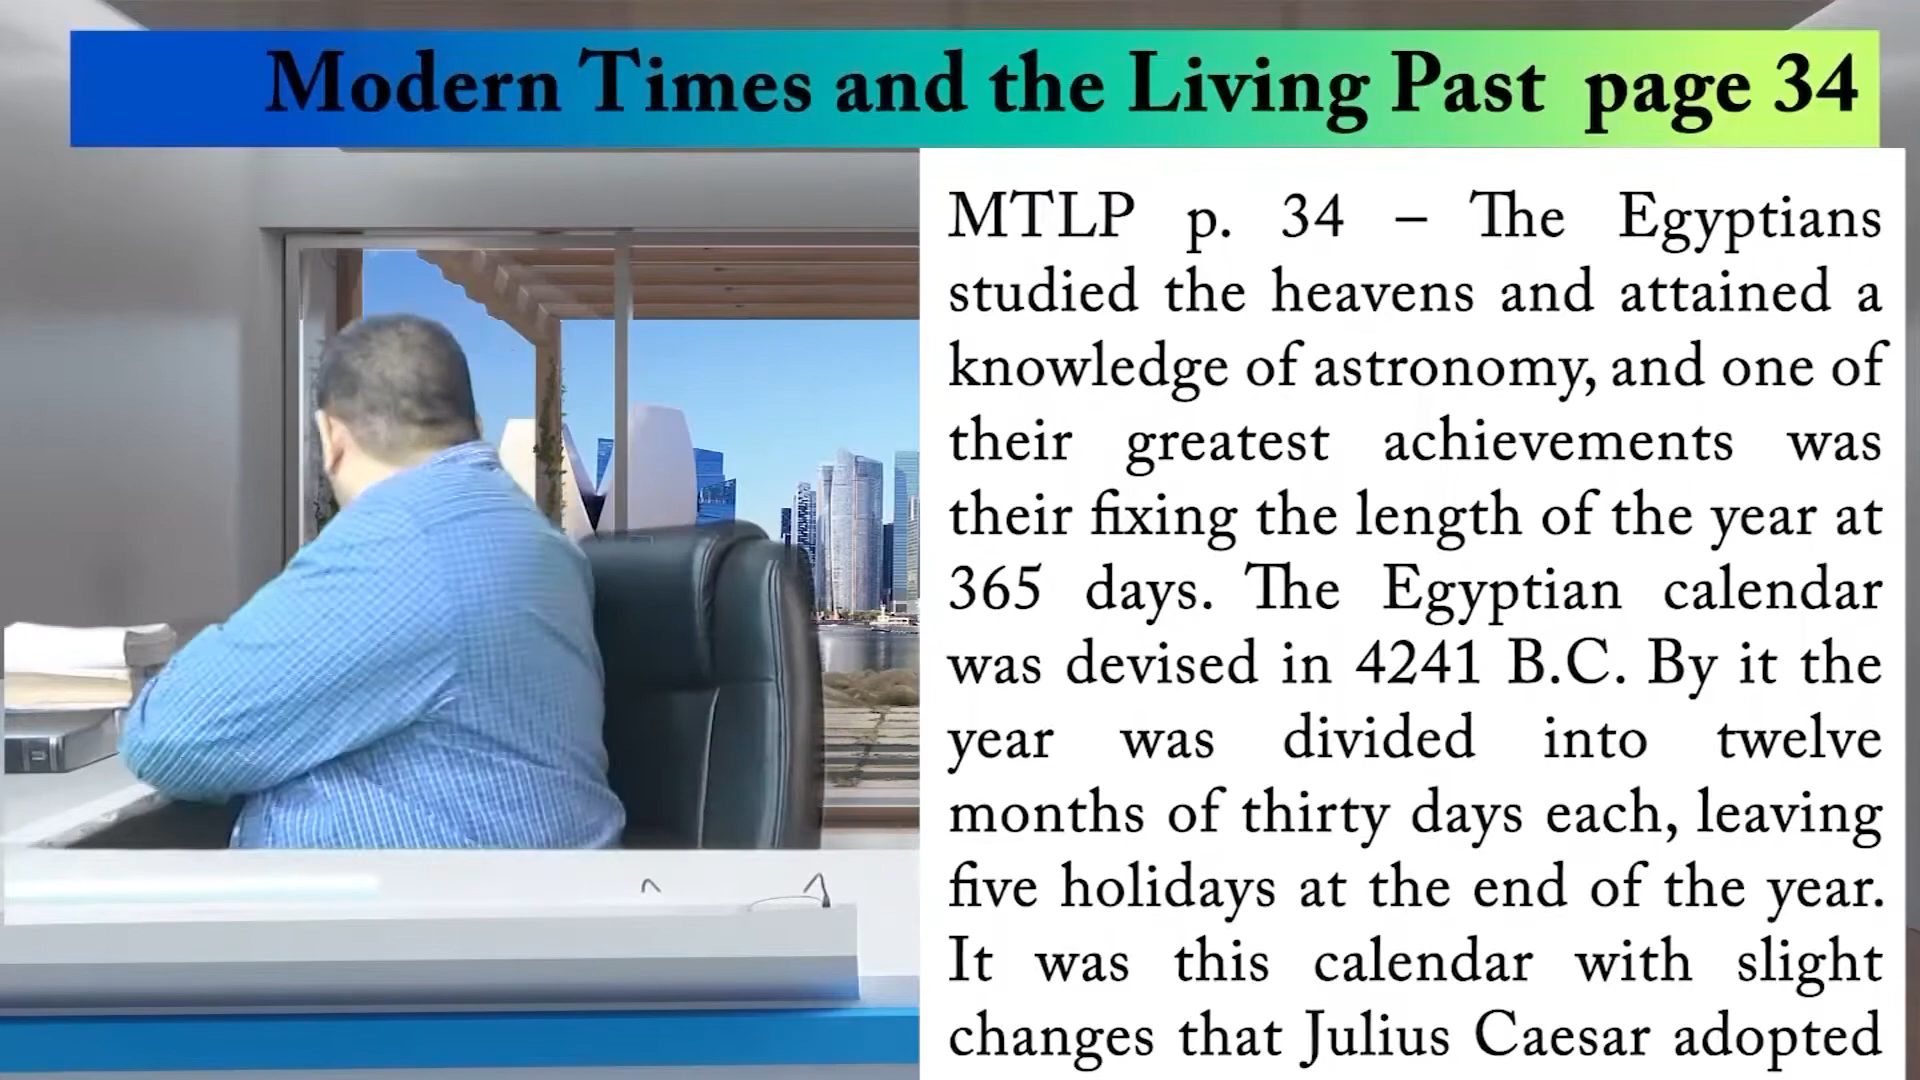 Modern Times and the Living Past page 34
MTLP p. 34 – The Egyptians
studied the heavens and attained a
knowledge of astronomy, and one of
their greatest achievements was
their fixing the length of the year at
365 days. The Egyptian calendar
was devised in 4241 B.C. By it the
year was divided into twelve
months of thirty days each, leaving
five holidays at the end of the year.
It was this calendar with slight
changes that Julius Caesar adopted